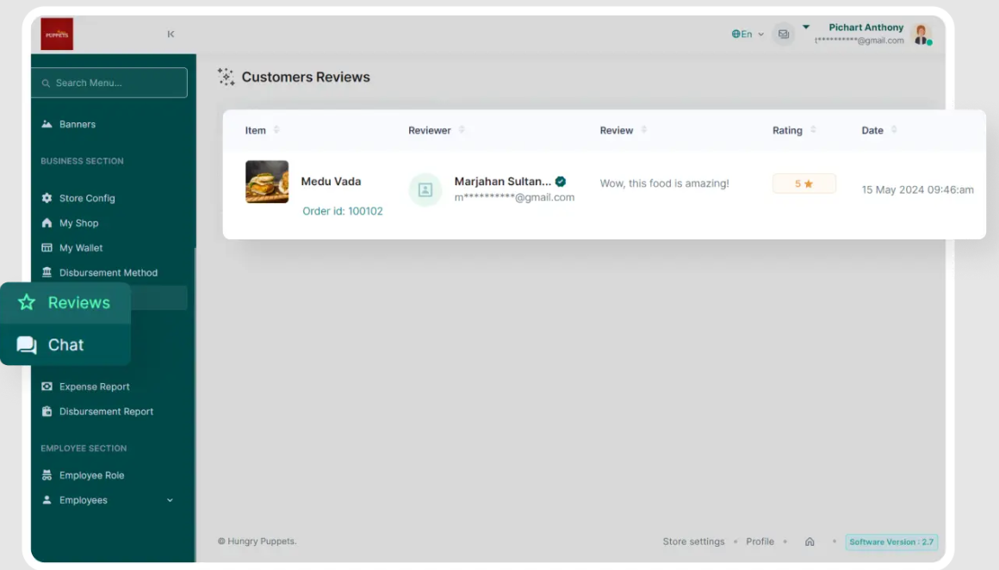 PUPPETS
En
Pichart Anthony
t**********@gmail.com
Search Menu...
Customers Reviews
Banners
BUSINESS SECTION
Store Config
My Shop
My Wallet
Disbursement Method
Reviews
Chat
Expense Report
Disbursement Report
EMPLOYEE SECTION
Employee Role
Employees
Item Reviewer Review Rating Date
Medu Vada
Order id: 100102
Marjahan Sultan...
m**********@gmail.com
Wow, this food is amazing!
5
15 May 2024 09:46:am
© Hungry Puppets.
Store settings • Profile • • Software Version : 2.7